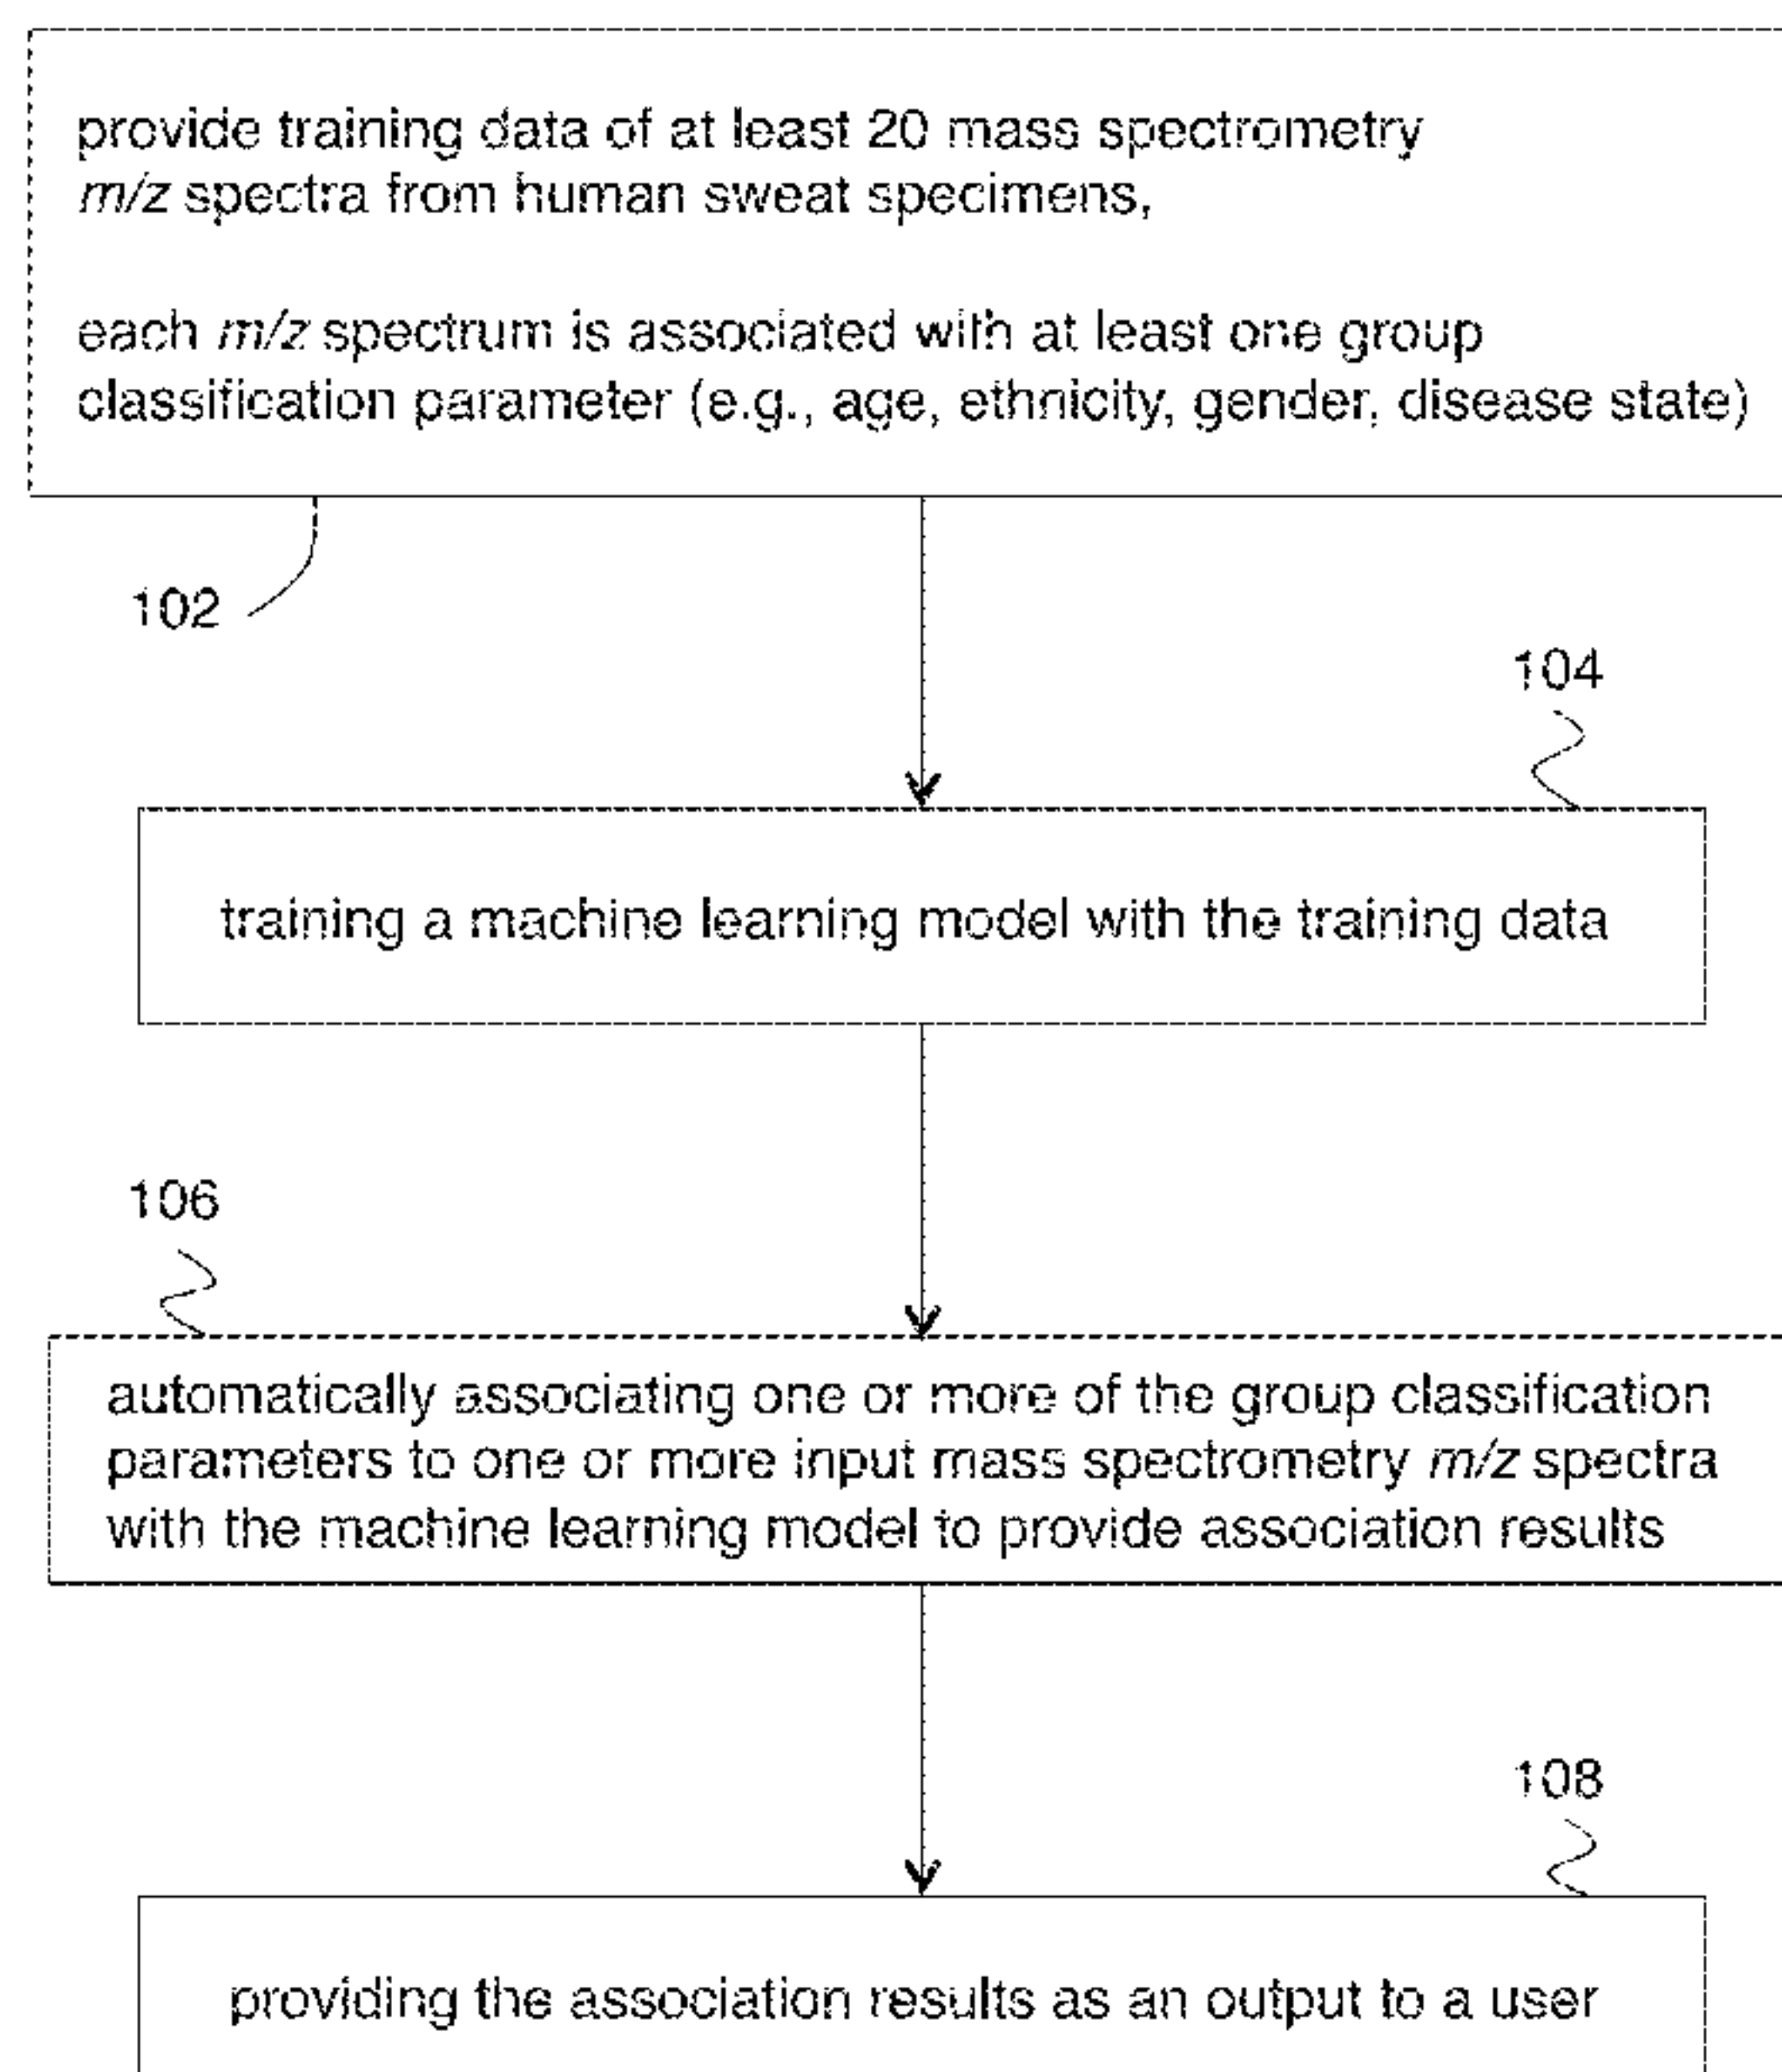 provide training data of at least 20 mass spectrometry
m/z spectra from human sweat specimens,
each m/z spectrum is associated with at least one group
classification parameter (e.g., age, ethnicity, gender, disease state)
102
104
training a machine learning model with the training data
106
automatically associating one or more of the group classification
parameters to one or more input mass spectrometry m/z spectra
with the machine learning model to provide association results
108
providing the association results as an output to a user